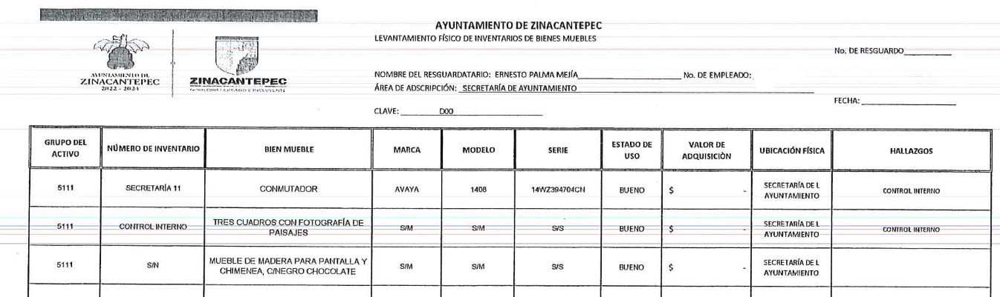 AYUNTAMIENTO DE ZINACANTEPEC
LEVANTAMIENTO FÍSICO DE INVENTARIOS DE BIENES MUEBLES
No. DE RESGUARDO
AYUNTAMIENTO DE
ZINACANTEPEC
2022 - 2024
ZINACANTEPEC
NOMBRE DEL RESGUARDATARIO: ERNESTO PALMA MEJÍA No. DE EMPLEADO:
ÁREA DE ADSCRIPCIÓN: SECRETARÍA DE AYUNTAMIENTO
FECHA:
CLAVE: D00
GRUPO DEL ACTIVO NÚMERO DE INVENTARIO BIEN MUEBLE MARCA MODELO SERIE ESTADO DE USO VALOR DE ADQUISICIÒN UBICACIÓN FÍSICA HALLAZGOS
5111 SECRETARÍA 11 CONMUTADOR AVAYA 1408 14WZ394704CN BUENO $ - SECRETARÍA DE L AYUNTAMIENTO CONTROL INTERNO
5111 CONTROL INTERNO TRES CUADROS CON FOTOGRAFÍA DE PAISAJES S/M S/M S/S BUENO $ - SECRETARÍA DE L AYUNTAMIENTO CONTROL INTERNO
5111 S/N MUEBLE DE MADERA PARA PANTALLA Y CHIMENEA, C/NEGRO CHOCOLATE S/M S/M S/S BUENO $ - SECRETARÍA DE L AYUNTAMIENTO